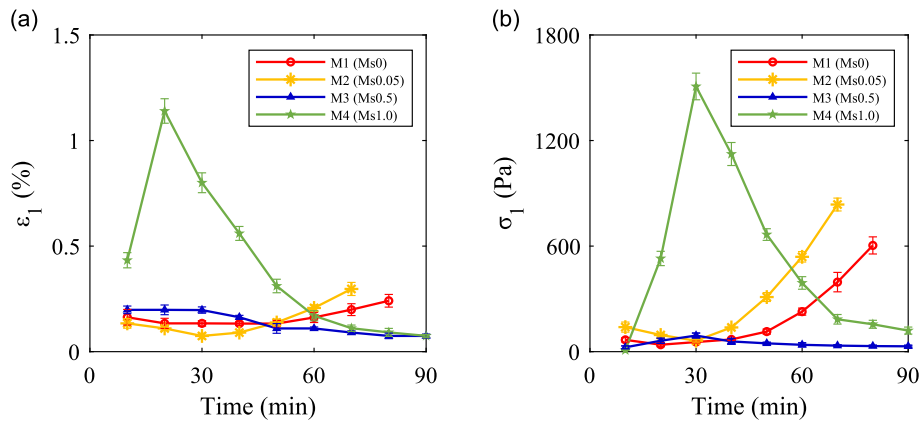 (a)
1.5
1
0.5
0
ε1 (%)
M1 (Ms0)
M2 (Ms0.05)
M3 (Ms0.5)
M4 (Ms1.0)
0
30
60
90
Time (min)
(b)
1800
1200
600
0
σ1 (Pa)
M1 (Ms0)
M2 (Ms0.05)
M3 (Ms0.5)
M4 (Ms1.0)
0
30
60
90
Time (min)